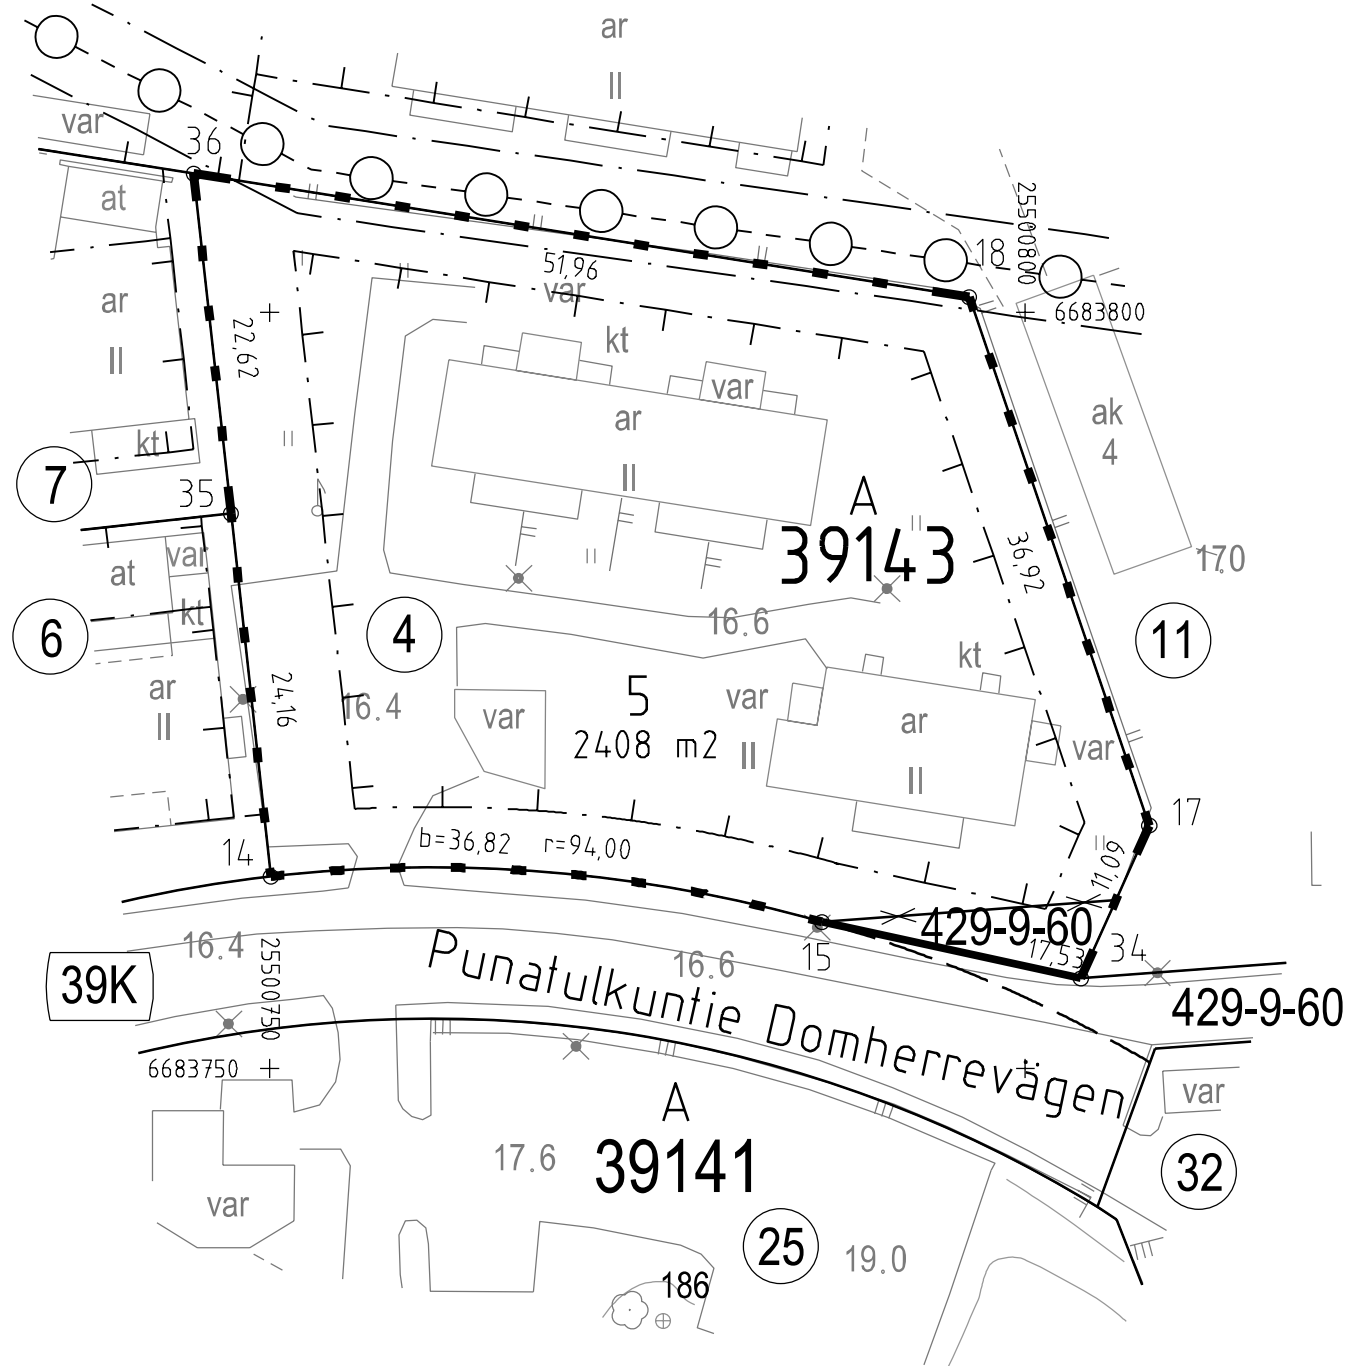 ar
II
var
36
at
ar
II
51,96
var
18
25500800
6683800
22,62
kt
var
ar
II
ak
4
kt
7
35
A
39143
36,92
17.0
at
var
kt
6
4
16.6
11
ar
II
24,16
16.4
var
5
2408 m2
kt
var
II
ar
II
var
17
14
b=36,82 r=94,00
11,09
429-9-60
15
17,53
34
16.4
16.6
39K
25500750
Punatulkuntie Domherrevägen
429-9-60
6683750
var
A
39141
17.6
32
var
25
19.0
186